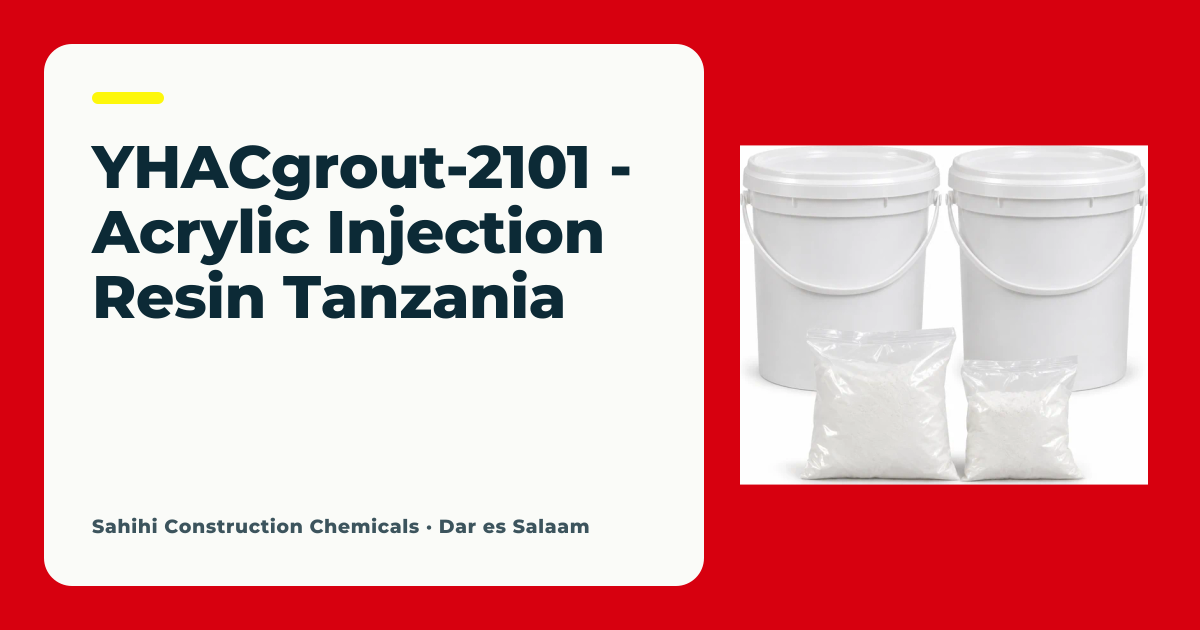 YHACgrout-2101 -
Acrylic Injection
Resin Tanzania
Sahihi Construction Chemicals · Dar es Salaam